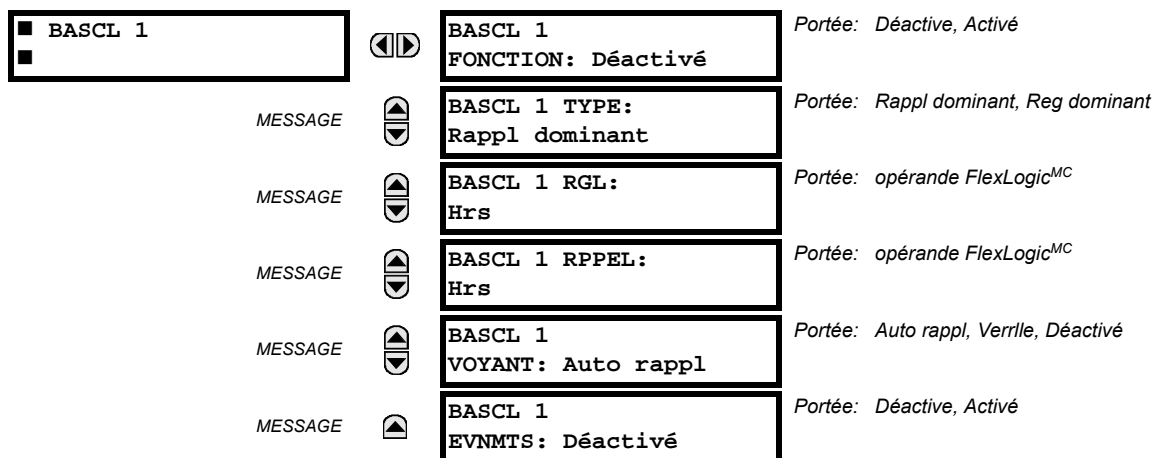 ■ BASCL 1
■
BASCL 1
FONCTION: Déactivé
Portée: Déactive, Activé
MESSAGE
BASCL 1 TYPE:
Rappl dominant
Portée: Rappl dominant, Reg dominant
MESSAGE
BASCL 1 RGL:
Hrs
Portée: opérande FlexLogicMC
MESSAGE
BASCL 1 RPPEL:
Hrs
Portée: opérande FlexLogicMC
MESSAGE
BASCL 1
VOYANT: Auto rappl
Portée: Auto rappl, Verrlle, Déactivé
MESSAGE
BASCL 1
EVNMTS: Déactivé
Portée: Déactive, Activé